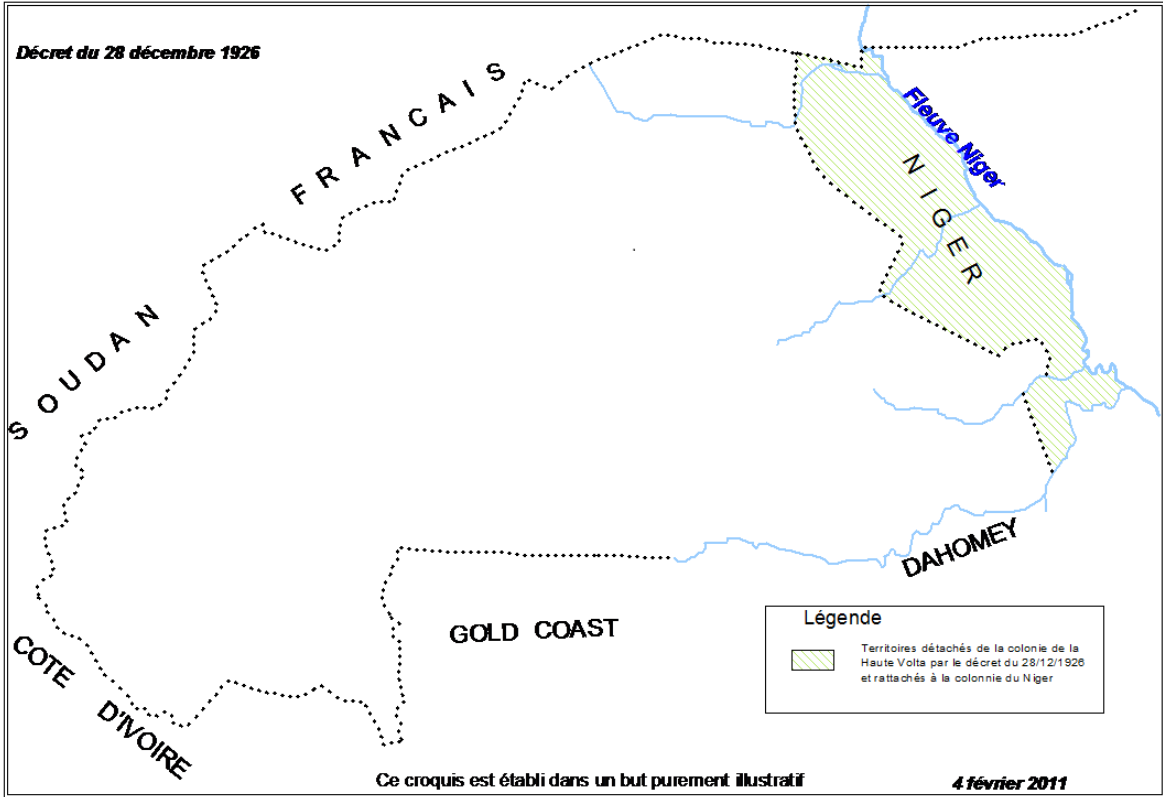 Décret du 28 décembre 1926
SOUDAN FRANCAIS
Fleuve Niger
NIGER
DAHOMEY
GOLD COAST
COTE D'IVOIRE
Légende
Territoires détachés de la colonie de la
Haute Volta par le décret du 28/12/1926
et rattachés à la colonnie du Niger
Ce croquis est établi dans un but purement illustratif
4 février 2011